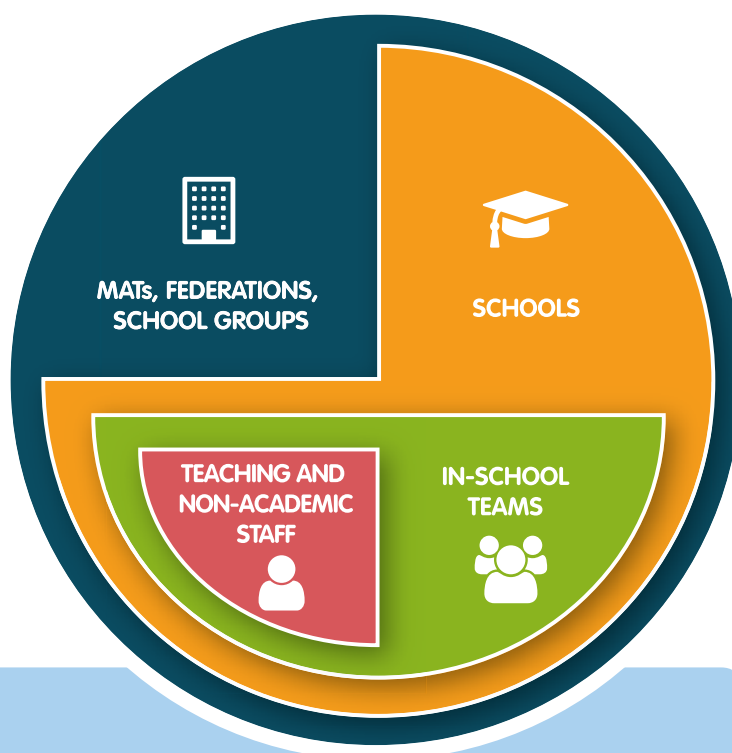 MATs, FEDERATIONS,
SCHOOL GROUPS
SCHOOLS
TEACHING AND
NON-ACADEMIC
STAFF
IN-SCHOOL
TEAMS